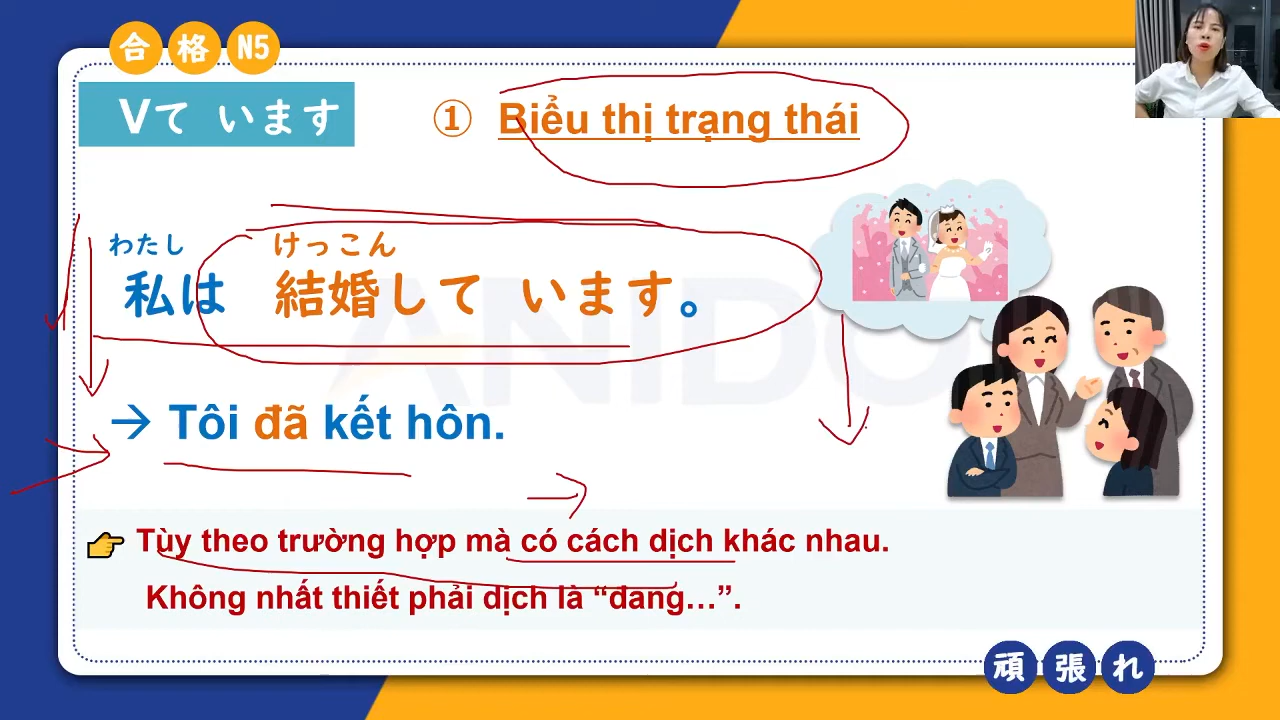 合格N5
Vて います
① Biểu thị trạng thái
わたし けっこん
私は 結婚して います。
→ Tôi đã kết hôn.
Tùy theo trường hợp mà có cách dịch khác nhau.
Không nhất thiết phải dịch là “đang…”.
頑張れ
ANIDO